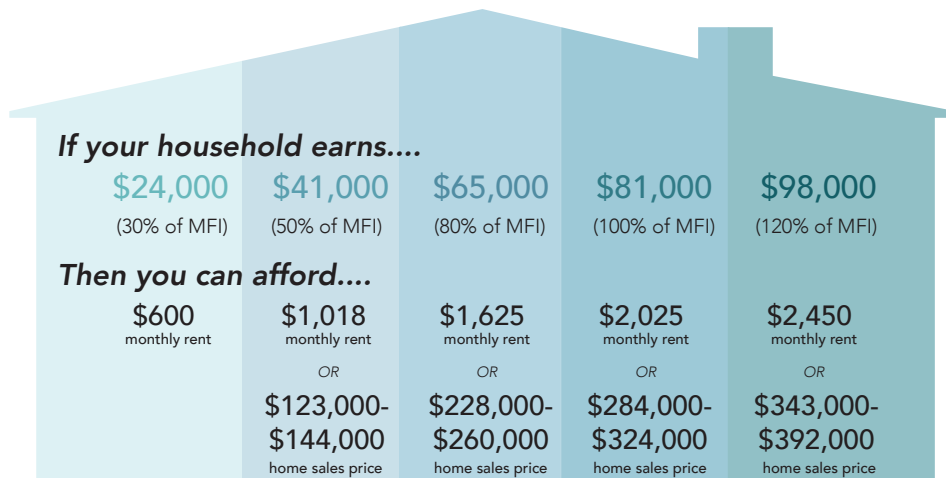 If your household earns....
$24,000 $41,000 $65,000 $81,000 $98,000
(30% of MFI) (50% of MFI) (80% of MFI) (100% of MFI) (120% of MFI)
Then you can afford....
$600 $1,018 $1,625 $2,025 $2,450
monthly rent monthly rent monthly rent monthly rent monthly rent
OR OR OR OR
$123,000- $228,000- $284,000- $343,000-
$144,000 $260,000 $324,000 $392,000
home sales price home sales price home sales price home sales price